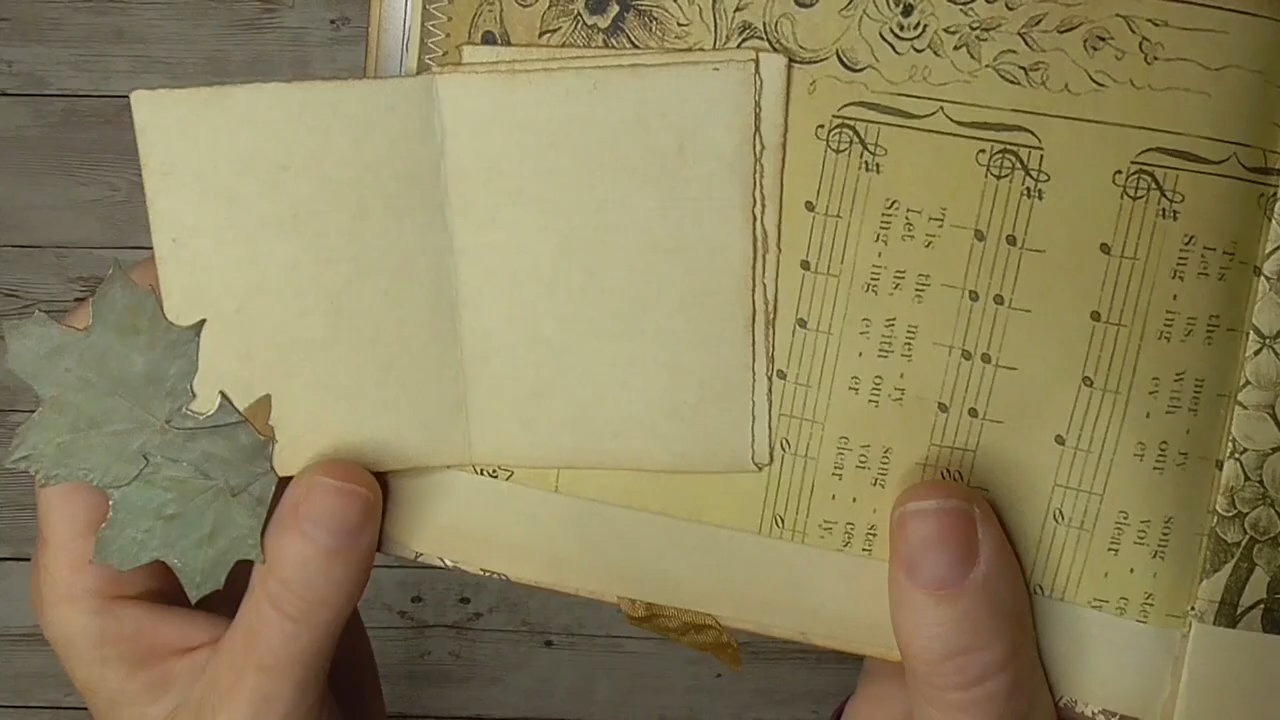 'Tis the mer - ry song - ster
Let us, with our voi - ces
Sing - ing ev - er clear - ly,
'Tis the mer - ry song - ster
Let us, with our voi - ce
Sing - ing ev - er clear - ly